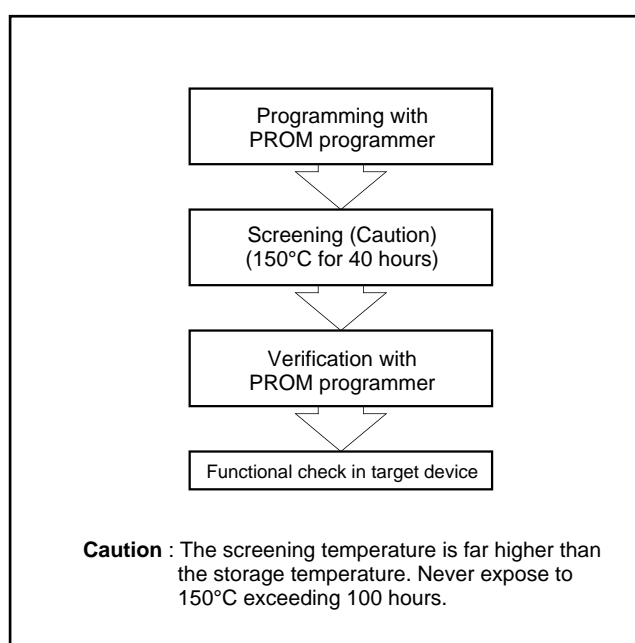 Programming with
PROM programmer
Screening (Caution)
(150°C for 40 hours)
Verification with
PROM programmer
Functional check in target device
Caution : The screening temperature is far higher than
the storage temperature. Never expose to
150°C exceeding 100 hours.